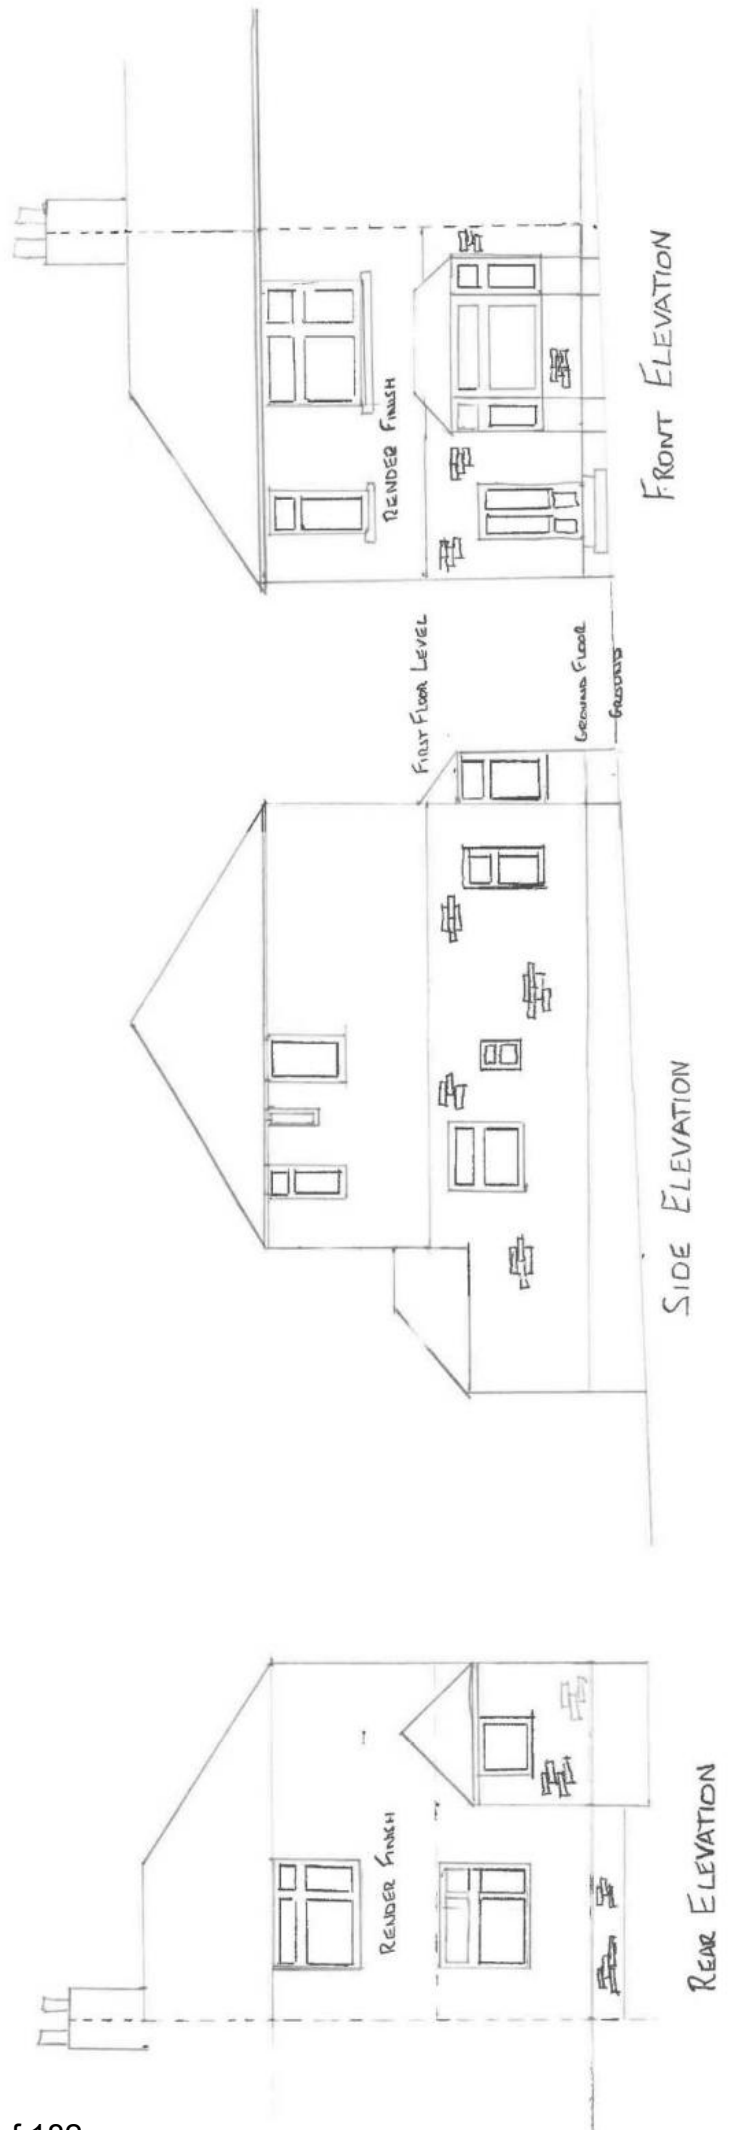 REAR ELEVATION
RENDER FINISH
SIDE ELEVATION
FIRST FLOOR LEVEL
GROUND FLOOR
GROUND
FRONT ELEVATION
RENDER FINISH